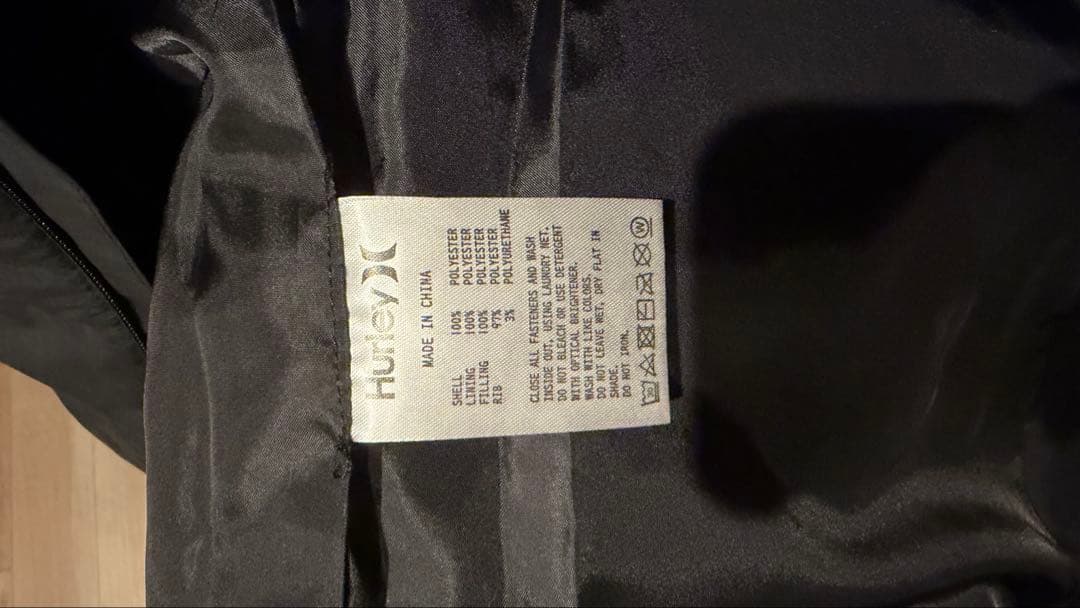 Hurley
MADE IN CHINA
SHELL 100% POLYESTER
LINING 100% POLYESTER
FILLING 100% POLYESTER
RIB 97% POLYESTER
3% POLYURETHANE
CLOSE ALL FASTENERS AND WASH
INSIDE OUT, USING LAUNDRY NET.
DO NOT BLEACH OR USE DETERGENT
WITH OPTICAL BRIGHTENER.
WASH WITH LIKE COLORS.
DO NOT LEAVE WET, DRY FLAT IN
SHADE.
DO NOT IRON.
30 W